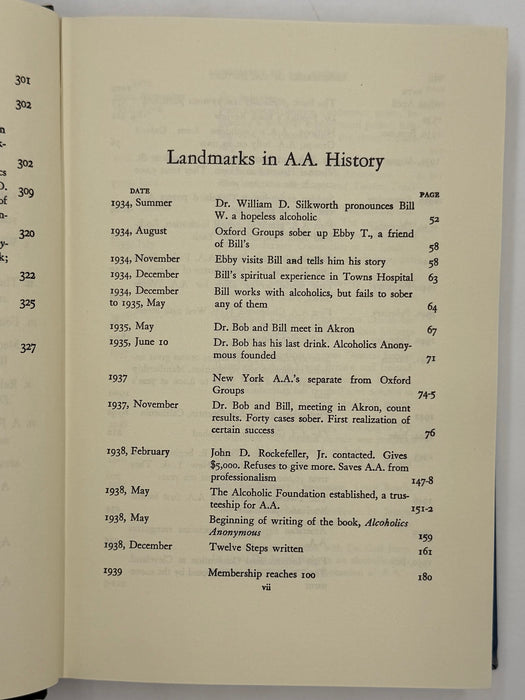 301
302
n
k-
302
309
of
n-
320
y-
k;
322
325
327
Landmarks in A.A. History
DATE PAGE
1934, Summer Dr. William D. Silkworth pronounces Bill
W. a hopeless alcoholic 52
1934, August Oxford Groups sober up Ebby T., a friend
of Bill's 58
1934, November Ebby visits Bill and tells him his story 58
1934, December Bill's spiritual experience in Towns Hospital 63
1934, December Bill works with alcoholics, but fails to sober
to 1935, May any of them 64
1935, May Dr. Bob and Bill meet in Akron 67
1935, June 10 Dr. Bob has his last drink. Alcoholics Anony-
mous founded 71
1937 New York A.A.'s separate from Oxford
Groups 74-5
1937, November Dr. Bob and Bill, meeting in Akron, count
results. Forty cases sober. First realization of
certain success 76
1938, February John D. Rockefeller, Jr. contacted. Gives
$5,000. Refuses to give more. Saves A.A. from
professionalism 147-8
1938, May The Alcoholic Foundation established, a trus-
teeship for A.A. 151-2
1938, May Beginning of writing of the book, Alcoholics
Anonymous 159
1938, December Twelve Steps written 161
1939 Membership reaches 100 180
vii